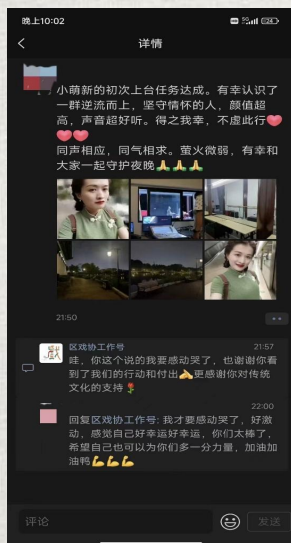 晚上10:02
详情
小萌新的初次上台任务达成。有幸认识了
一群逆流而上，坚守情怀的人，颜值超
高，声音超好听。得之我幸，不虚此行❤️
❤️❤️
同声相应，同气相求。萤火微弱，有幸和
大家一起守护夜晚🙏🙏🙏
21:50
区戏协工作号
21:57
哇，你这个说的我要感动哭了，也谢谢你看
到了我们的行动和付出💪更感谢你对传统
文化的支持🌹
22:00
回复区戏协工作号: 我才要感动哭了，好激
动，感觉自己好幸运好幸运，你们太棒了，
希望自己也可以为你们多一分力量，加油加
油鸭💪💪💪
评论
发送